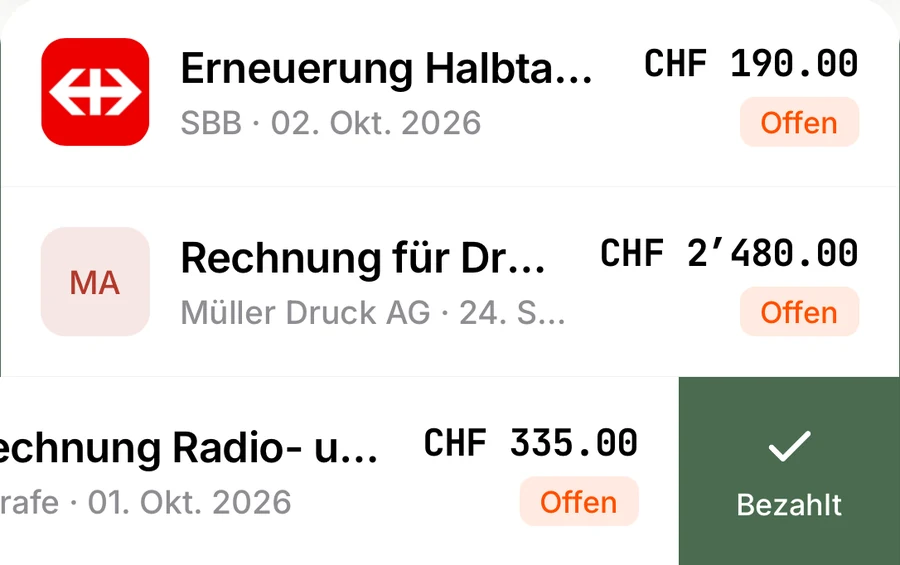 Erneuerung Halbta...
CHF 190.00
SBB · 02. Okt. 2026
Offen
MA
Rechnung für Dr...
CHF 2’480.00
Müller Druck AG · 24. S...
Offen
echnung Radio- u...
CHF 335.00
rafe · 01. Okt. 2026
Offen
Bezahlt